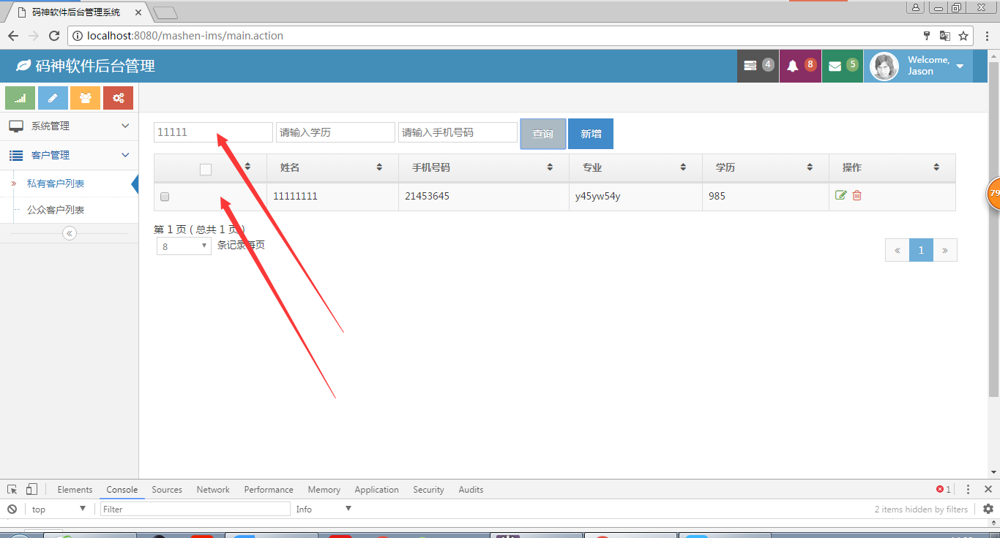 码神软件后台管理系统
localhost:8080/mashen-ims/main.action
码神软件后台管理
4
8
5
Welcome,
Jason
系统管理
客户管理
私有客户列表
公众客户列表
11111
请输入学历
请输入手机号码
查询
新增
姓名
手机号码
专业
学历
操作
11111111
21453645
y45yw54y
985
第 1 页 ( 总共 1 页 )
8
条记录每页
« 1 »
79
Elements Console Sources Network Performance Memory Application Security Audits
1
top
Filter
Info
2 items hidden by filters